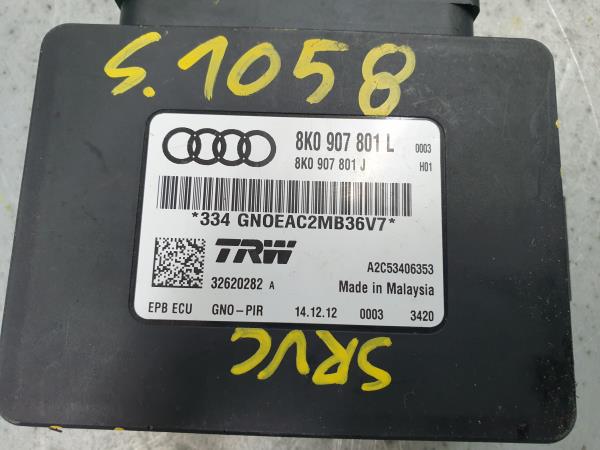 S.1058
8K0 907 801 L 0003
8K0 907 801 J H01
*334 GNOEAC2MB36V7*
TRW
A2C53406353
32620282 A Made in Malaysia
EPB ECU GNO-PIR 14.12.12 0003 3420
SRVC